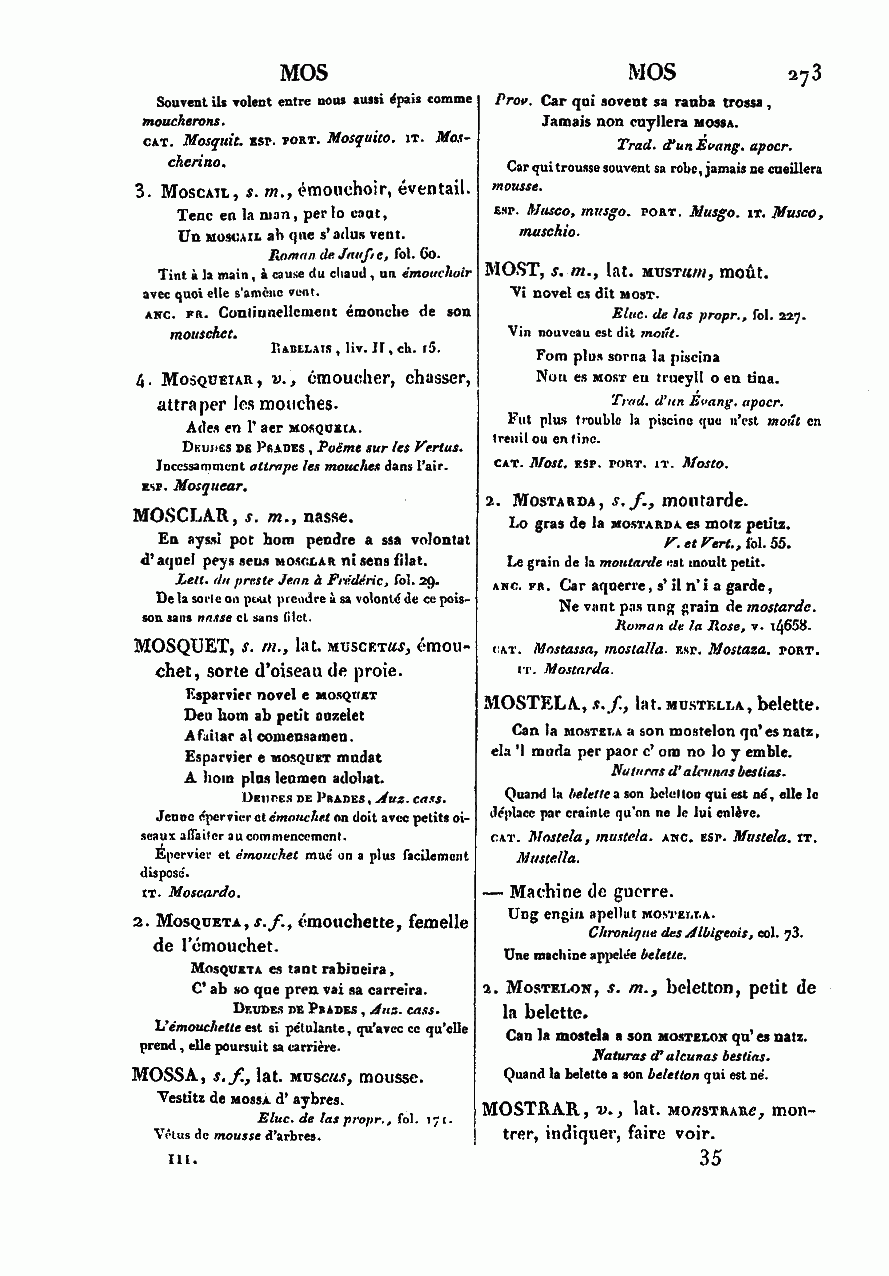 MOS
MOS 273
Souvent ils volent entre nous aussi épais comme
moucherons.
CAT. Mosquit. ESP. PORT. Mosquito. IT. Mos-
cherino.
3. MOSCAIL, s. m., émouchoir, éventail.
Tenc en la man, per lo caut,
Un MOSCAIL ab que s'adus vent.
Roman de Jaufre, fol. 60.
Tint à la main, à cause du chaud, un émouchoir
avec quoi elle s'amène vent.
ANC. FR. Continuellement émouche de son
mouschet.
RABELAIS, liv. II, ch. 15.
4. MOSQUEIAR, v., émoucher, chasser,
attraper les mouches.
Ades en l'aer MOSQUEIA.
DEUDES DE PRADES, Poëme sur les Vertus.
Incessamment attrape les mouches dans l'air.
ESP. Mosquear.
MOSCLAR, s. m., nasse.
En ayssi pot hom pendre a ssa volontat
d'aquel peys sens MOSCLAR ni sens filat.
Lett. du preste Jean à Frédéric, fol. 29.
De la sorte on peut prendre à sa volonté de ce pois-
son sans nasse et sans filet.
MOSQUET, s. m., lat. MUSCETus, émou-
chet, sorte d'oiseau de proie.
Esparvier novel e MOSQUET
Deu hom ab petit auzelet
Afaitar al comensamen.
Esparvier e MOSQUET mudat
A hom plus leumen adobat.
DEUDES DE PRADES, Auz. cass.
Jeune épervier et émouchet on doit avec petits oi-
seaux affaiter au commencement.
Épervier et émouchet mué on a plus facilement
disposé.
IT. Moscardo.
2. MOSQUETA, s. f., émouchette, femelle
de l'émouchet.
MOSQUETA es tant rabineira,
C'ab so que pren vai sa carreira.
DEUDES DE PRADES, Auz. cass.
L'émouchette est si pétulante, qu'avec ce qu'elle
prend, elle poursuit sa carrière.
MOSSA, s. f., lat. MUScus, mousse.
Vestitz de MOSSA d'aybres.
Eluc. de las propr., fol. 171.
Vêtus de mousse d'arbres.
III.
Prov. Car qui sovent sa rauba trossa,
Jamais non cuyllera MOSSA.
Trad. d'un Évang. apocr.
Car qui trousse souvent sa robe, jamais ne cueillera
mousse.
ESP. Musco, musgo. PORT. Musgo. IT. Musco,
muschio.
MOST, s. m., lat. MUSTum, moût.
Vi novel es dit MOST.
Eluc. de las propr., fol. 227.
Vin nouveau est dit moût.
Fom plus sorna la piscina
Non es MOST en trueyll o en tina.
Trad. d'un Évang. apocr.
Fut plus trouble la piscine que n'est moût en
treuil ou en tine.
CAT. Most. ESP. PORT. IT. Mosto.
2. MOSTARDA, s. f., montarde.
Lo gras de la MOSTARDA es motz petitz.
V. et Vert., fol. 55.
Le grain de la moutarde est moult petit.
ANC. FR. Car aquerre, s'il n'i a garde,
Ne vaut pas ung grain de mostarde.
Roman de la Rose, v. 14658.
CAT. Mostassa, mostalla. ESP. Mostaza. PORT.
IT. Mostarda.
MOSTELA, s. f., lat. MUSTELLA, belette.
Can la MOSTELA a son mostelon qu'es natz,
ela 'l muda per paor c'om no lo y emble.
Naturas d'alcunas bestias.
Quand la belette a son beletton qui est né, elle le
déplace par crainte qu'on ne le lui enlève.
CAT. Mostela, mustela. ANC. ESP. Mustela. IT.
Mustella.
— Machine de guerre.
Ung engin apellat MOSTELLA.
Chronique des Albigeois, col. 73.
Une machine appelée belette.
2. MOSTELON, s. m., beletton, petit de
la belette.
Can la mostela a son MOSTELON qu'es natz.
Naturas d'alcunas bestias.
Quand la belette a son beletton qui est né.
MOSTRAR, v., lat. MOnSTRARe, mon-
trer, indiquer, faire voir.
35